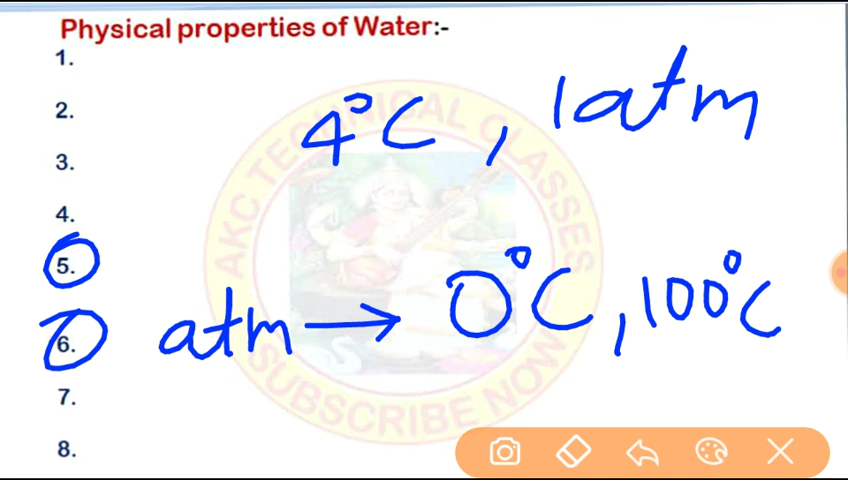 Physical properties of Water:-
1.
2.
4°C, 1atm
3.
4.
5.
6. atm → 0°C, 100°C
7.
8.
AKC TECHNICAL CLASSES
SUBSCRIBE NOW